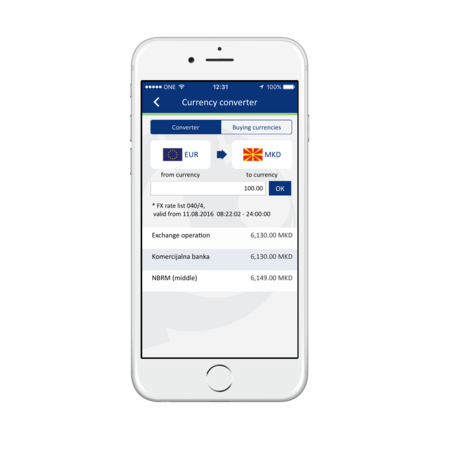 ONE 12:31 100%
Currency converter
Converter Buying currencies
EUR MKD
from currency to currency
100.00 OK
* FX rate list 040/4,
valid from 11.08.2016 08:22:02 - 24:00:00
Exchange operation 6,130.00 MKD
Komercijalna banka 6,130.00 MKD
NBRM (middle) 6,149.00 MKD